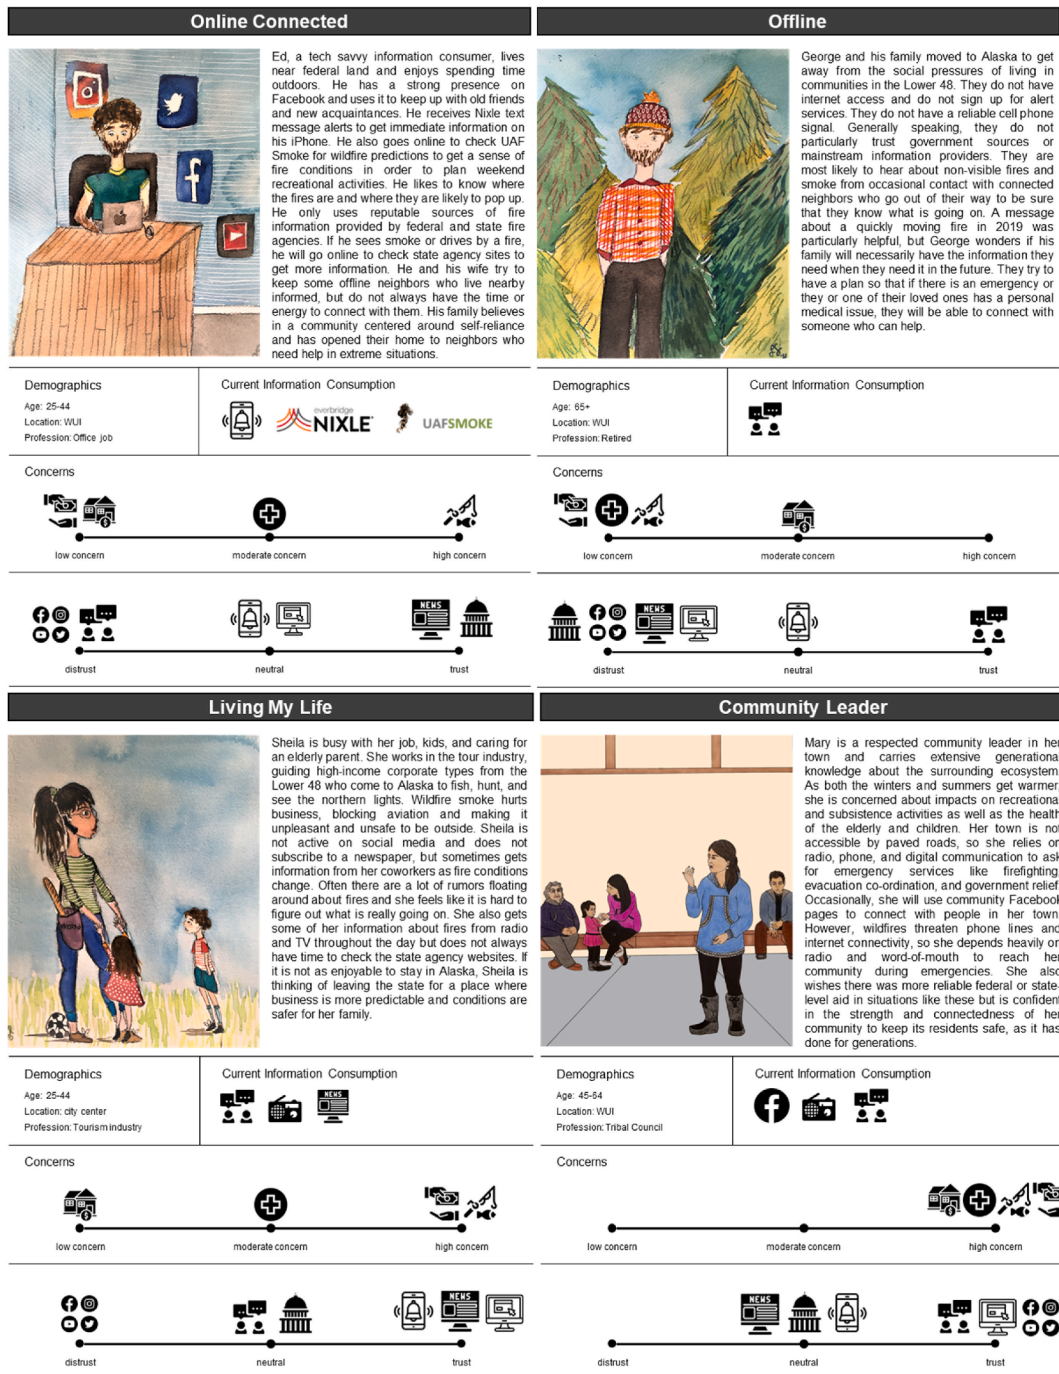 Online Connected
Ed, a tech savvy information consumer, lives
near federal land and enjoys spending time
outdoors. He has a strong presence on
Facebook and uses it to keep up with old friends
and new acquaintances. He receives Nixle text
message alerts to get immediate information on
his iPhone. He also goes online to check UAF
Smoke for wildfire predictions to get a sense of
fire conditions in order to plan weekend
recreational activities. He likes to know where
the fires are and where they are likely to pop up.
He only uses reputable sources of fire
information provided by federal and state fire
agencies. If he sees smoke or drives by a fire,
he will go online to check state agency sites to
get more information. He and his wife try to
keep some offline neighbors who live nearby
informed, but do not always have the time or
energy to connect with them. His family believes
in a community centered around self-reliance
and has opened their home to neighbors who
need help in extreme situations.
Demographics
Age: 25-44
Location: WUI
Profession: Office job
Current Information Consumption
everbridge
NIXLE
UAFSMOKE
Concerns
low concern
moderate concern
high concern
NEWS
distrust
neutral
trust
Offline
George and his family moved to Alaska to get
away from the social pressures of living in
communities in the Lower 48. They do not have
internet access and do not sign up for alert
services. They do not have a reliable cell phone
signal. Generally speaking, they do not
particularly trust government sources or
mainstream information providers. They are
most likely to hear about non-visible fires and
smoke from occasional contact with connected
neighbors who go out of their way to be sure
that they know what is going on. A message
about a quickly moving fire in 2019 was
particularly helpful, but George wonders if his
family will necessarily have the information they
need when they need it in the future. They try to
have a plan so that if there is an emergency or
they or one of their loved ones has a personal
medical issue, they will be able to connect with
someone who can help.
Demographics
Age: 65+
Location: WUI
Profession: Retired
Current Information Consumption
Concerns
low concern
moderate concern
high concern
NEWS
distrust
neutral
trust
Living My Life
Sheila is busy with her job, kids, and caring for
an elderly parent. She works in the tour industry,
guiding high-income corporate types from the
Lower 48 who come to Alaska to fish, hunt, and
see the northern lights. Wildfire smoke hurts
business, blocking aviation and making it
unpleasant and unsafe to be outside. Sheila is
not active on social media and does not
subscribe to a newspaper, but sometimes gets
information from her coworkers as fire conditions
change. Often there are a lot of rumors floating
around about fires and she feels like it is hard to
figure out what is really going on. She also gets
some of her information about fires from radio
and TV throughout the day but does not always
have time to check the state agency websites. If
it is not as enjoyable to stay in Alaska, Sheila is
thinking of leaving the state for a place where
business is more predictable and conditions are
safer for her family.
Demographics
Age: 25-44
Location: city center
Profession: Tourism industry
Current Information Consumption
NEWS
Concerns
low concern
moderate concern
high concern
NEWS
distrust
neutral
trust
Community Leader
Mary is a respected community leader in her
town and carries extensive generationa
knowledge about the surrounding ecosystem
As both the winters and summers get warmer,
she is concerned about impacts on recreationa
and subsistence activities as well as the health
of the elderly and children. Her town is no
accessible by paved roads, so she relies on
radio, phone, and digital communication to ask
for emergency services like firefighting,
evacuation co-ordination, and government relief
Occasionally, she will use community Facebook
pages to connect with people in her town
However, wildfires threaten phone lines and
internet connectivity, so she depends heavily on
radio and word-of-mouth to reach her
community during emergencies. She also
wishes there was more reliable federal or state-
level aid in situations like these but is confident
in the strength and connectedness of her
community to keep its residents safe, as it has
done for generations.
Demographics
Age: 45-64
Location: WUI
Profession: Tribal Council
Current Information Consumption
Concerns
low concern
moderate concern
high concern
NEWS
distrust
neutral
trust